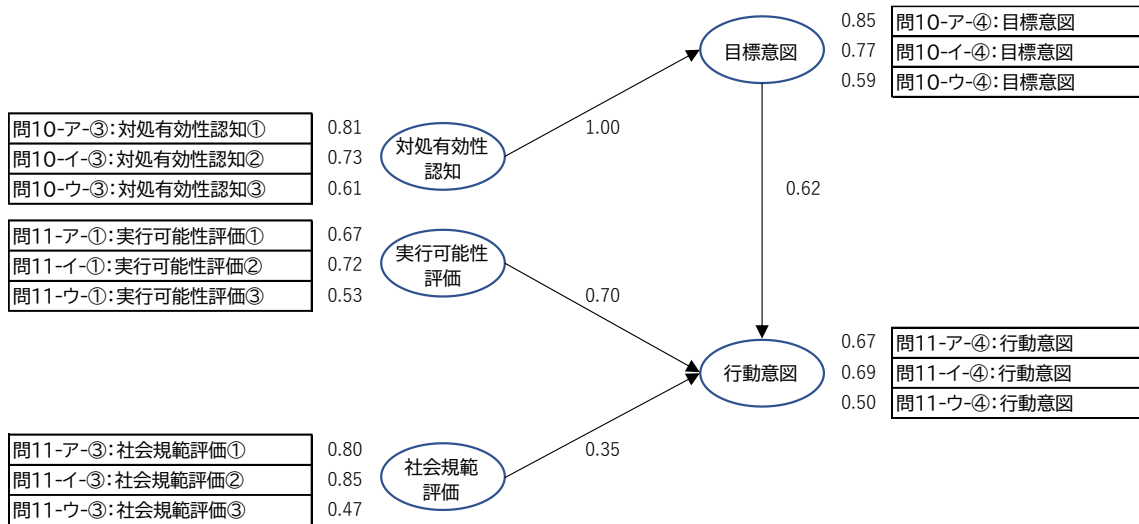 0.85 問10-ア-④:目標意図
目標意図 0.77 問10-イ-④:目標意図
0.59 問10-ウ-④:目標意図
問10-ア-③:対処有効性認知① 0.81
問10-イ-③:対処有効性認知② 0.73
問10-ウ-③:対処有効性認知③ 0.61
対処有効性
認知
1.00
0.62
問11-ア-①:実行可能性評価① 0.67
問11-イ-①:実行可能性評価② 0.72
問11-ウ-①:実行可能性評価③ 0.53
実行可能性
評価
0.70
0.67 問11-ア-④:行動意図
行動意図 0.69 問11-イ-④:行動意図
0.50 問11-ウ-④:行動意図
問11-ア-③:社会規範評価① 0.80
問11-イ-③:社会規範評価② 0.85
問11-ウ-③:社会規範評価③ 0.47
社会規範
評価
0.35